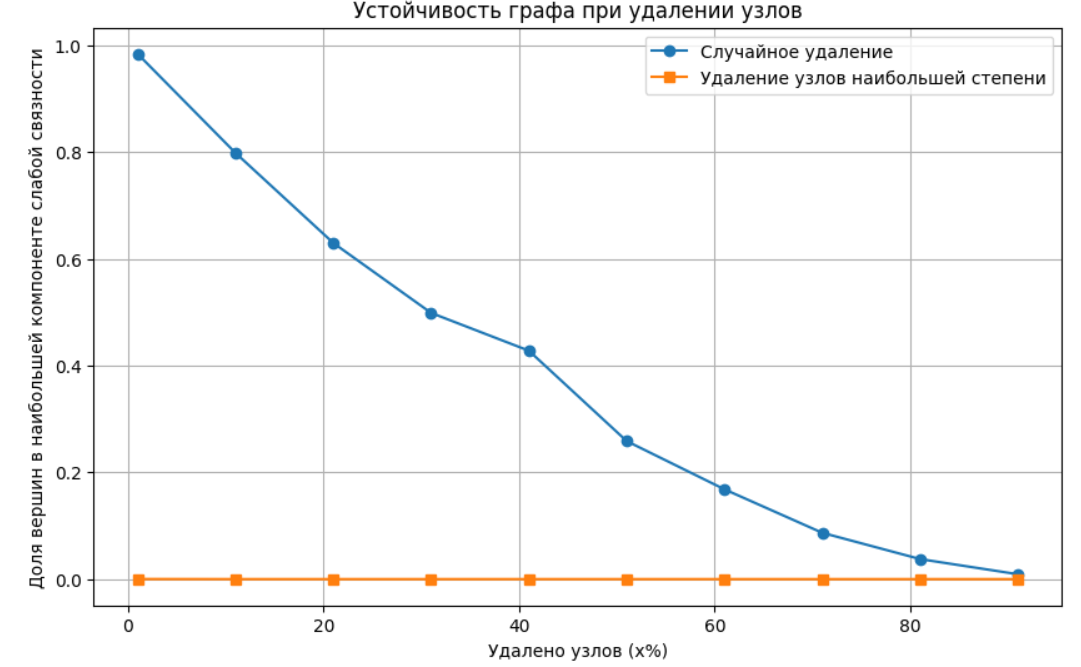 Устойчивость графа при удалении узлов
Случайное удаление
Удаление узлов наибольшей степени
Доля вершин в наибольшей компоненте слабой связности
1.0
0.8
0.6
0.4
0.2
0.0
0
20
40
60
80
Удалено узлов (x%)